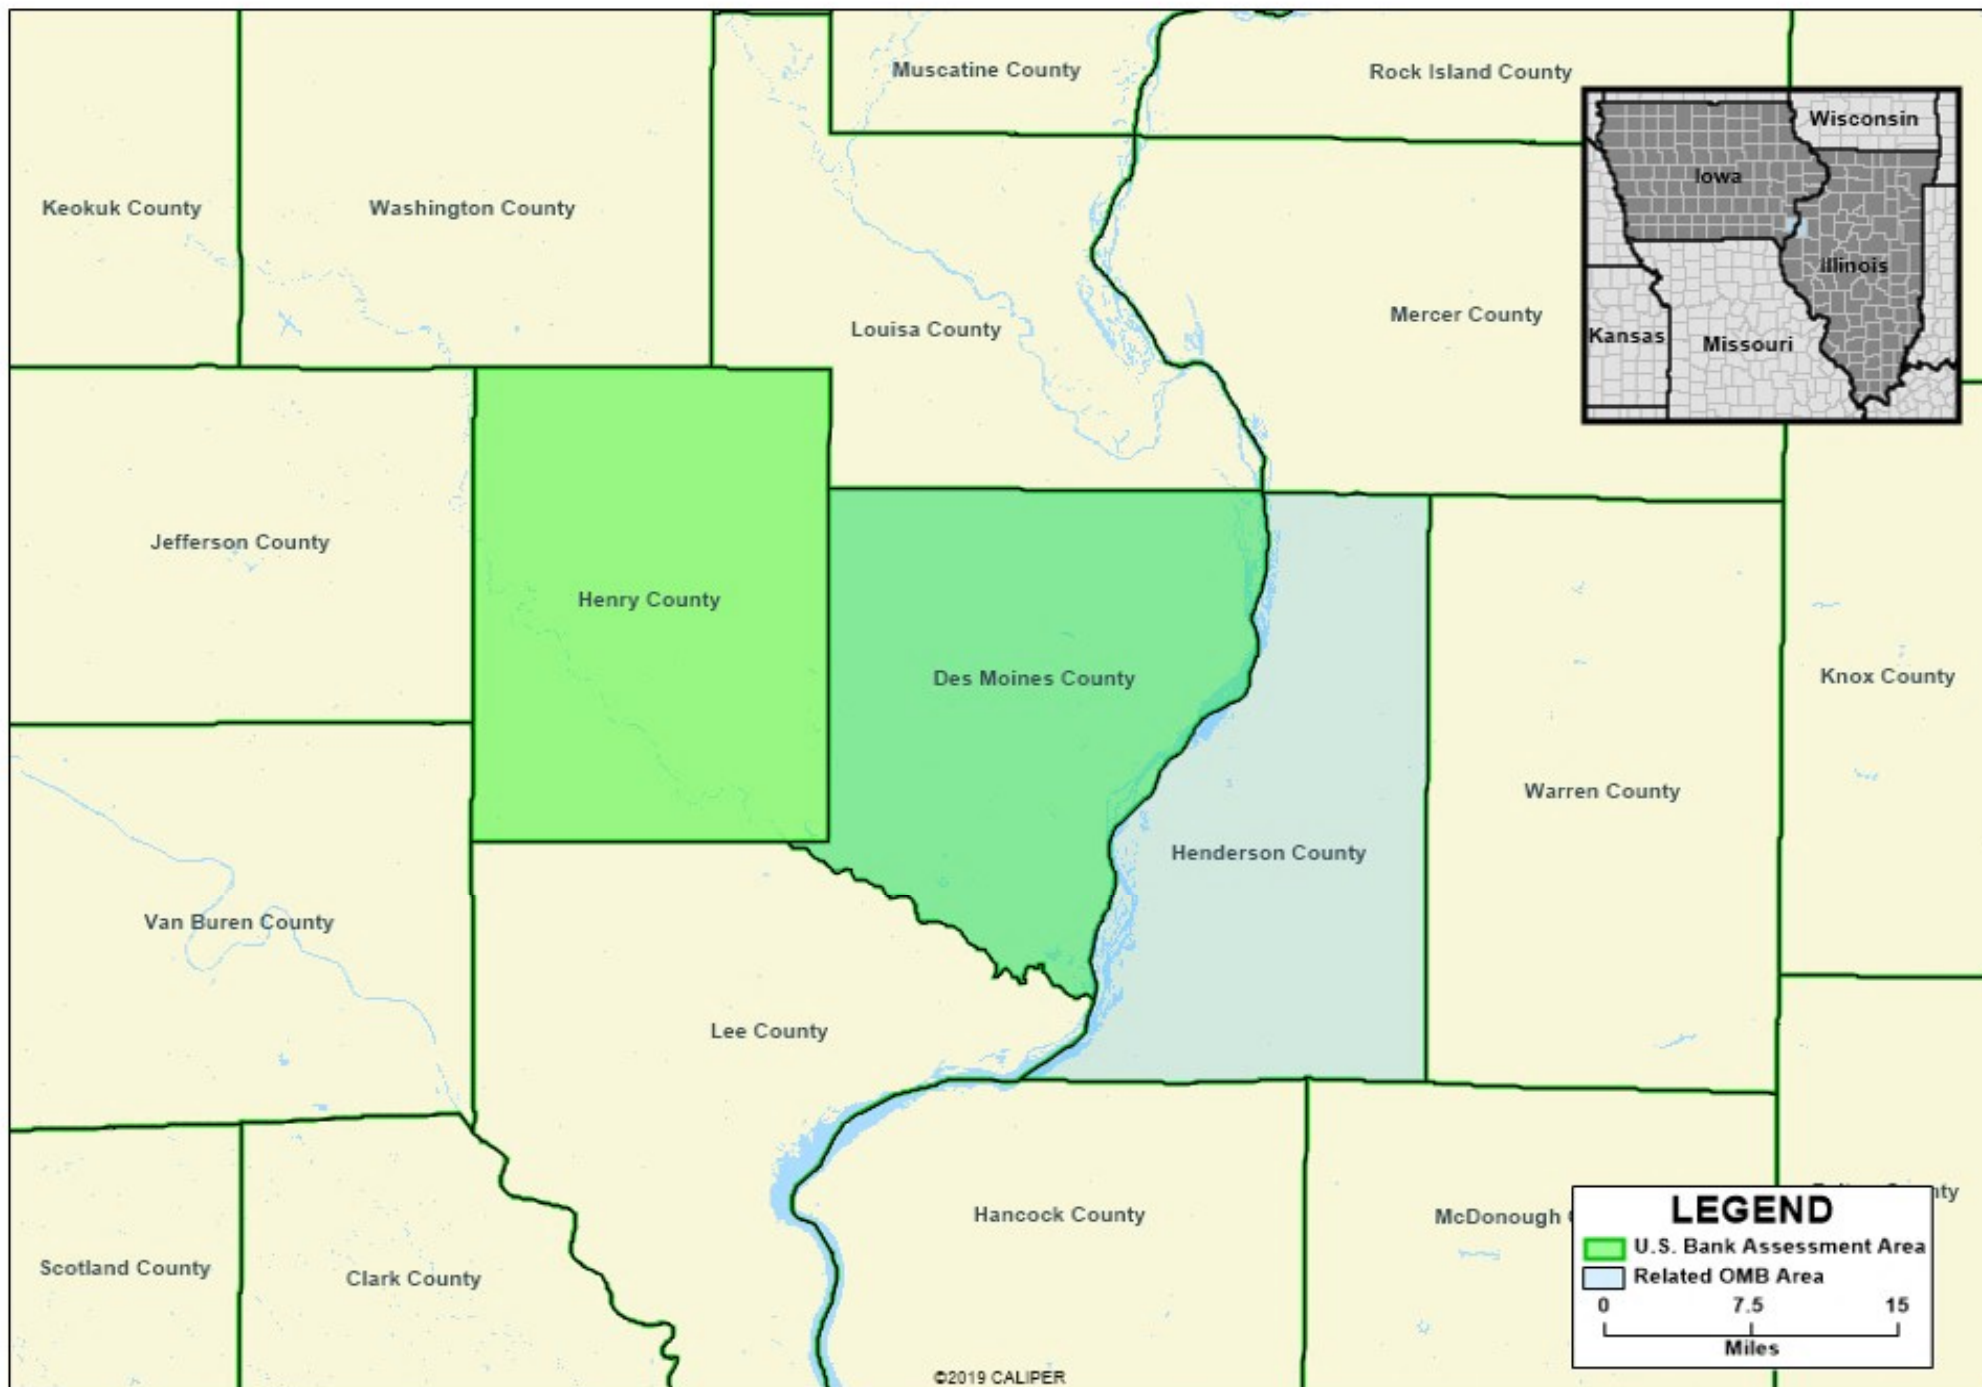 Muscatine County
Rock Island County
Wisconsin
Iowa
Keokuk County
Washington County
Illinois
Mercer County
Louisa County
Kansas
Missouri
Jefferson County
Henry County
Des Moines County
Knox County
Warren County
Henderson County
Van Buren County
Lee County
Hancock County
McDonough
Scotland County
Clark County
LEGEND
U.S. Bank Assessment Area
Related OMB Area
0 7.5 15
Miles
©2019 CALIPER